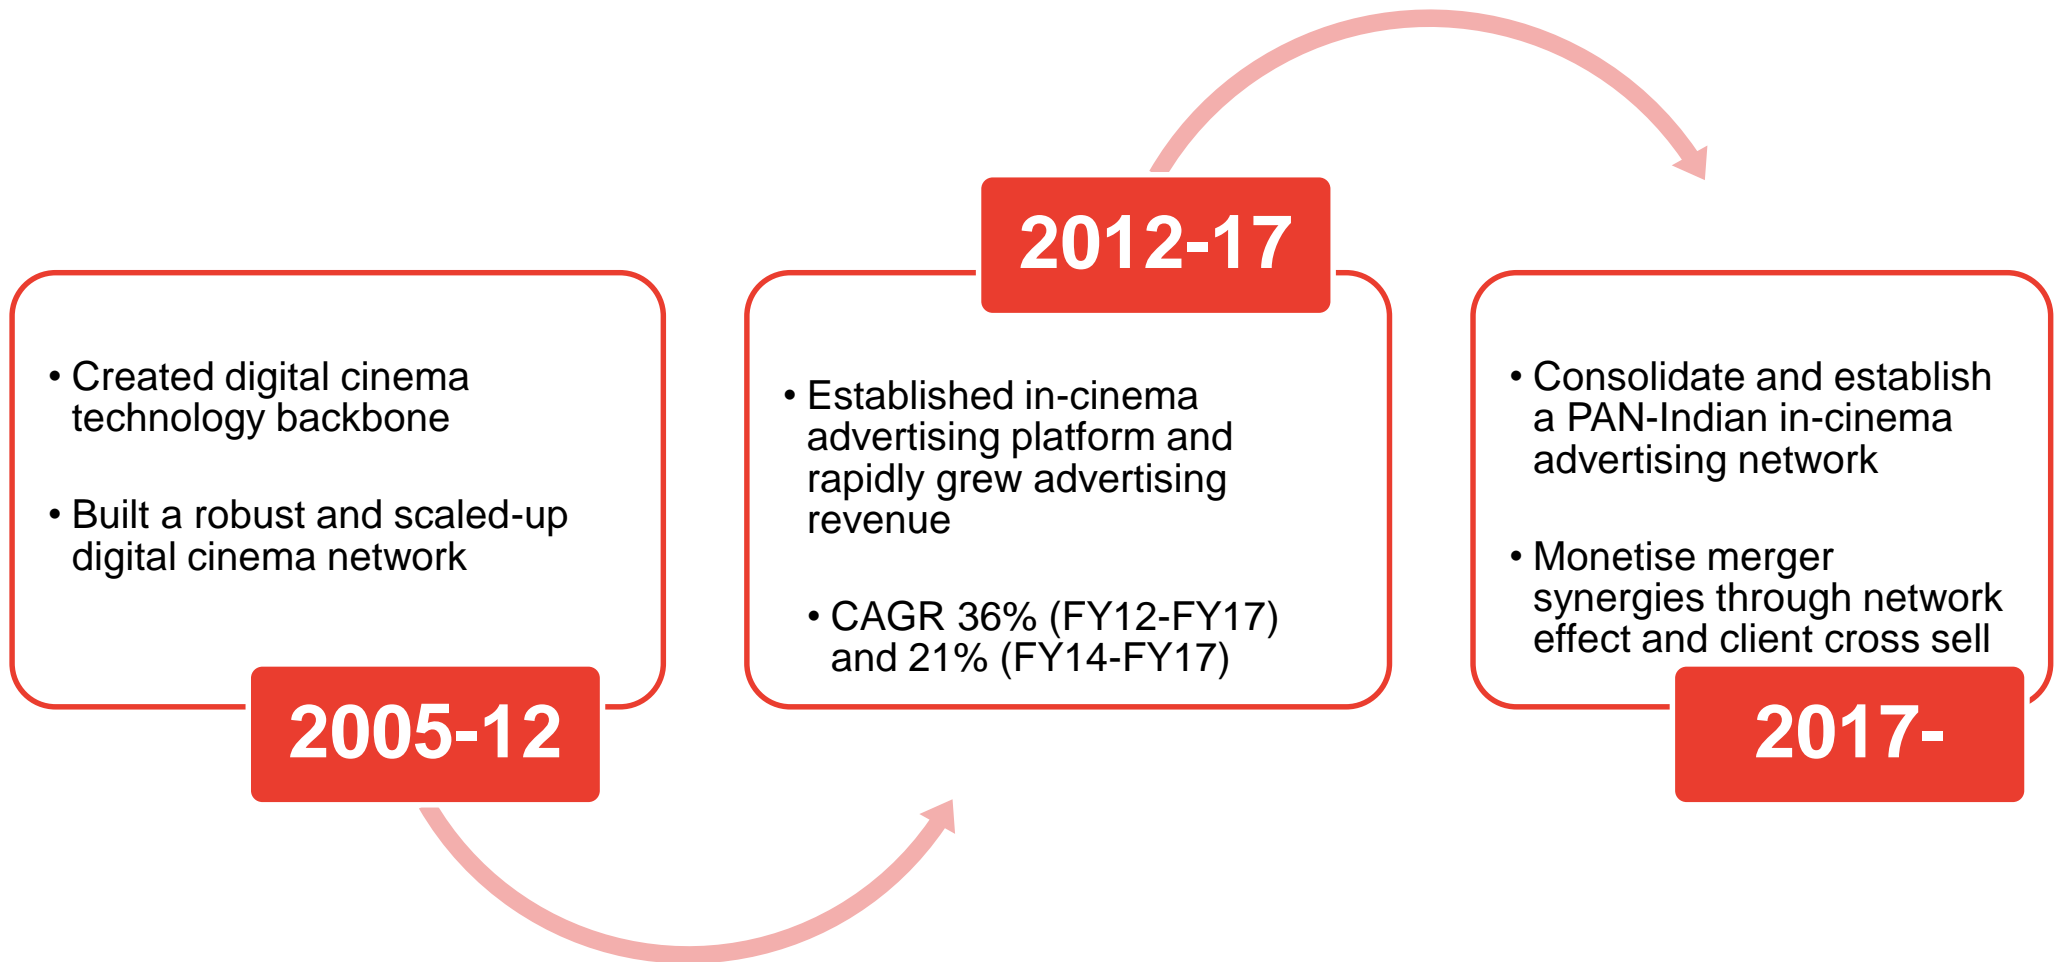 • Created digital cinema
technology backbone
• Built a robust and scaled-up
digital cinema network
2005-12
2012-17
• Established in-cinema
advertising platform and
rapidly grew advertising
revenue
• CAGR 36% (FY12-FY17)
and 21% (FY14-FY17)
• Consolidate and establish
a PAN-Indian in-cinema
advertising network
• Monetise merger
synergies through network
effect and client cross sell
2017-